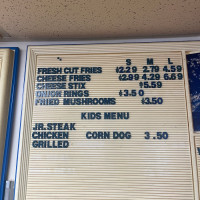 S M L
FRESH CUT FRIES $2.29 2.79 4.59
CHEESE FRIES $2.99 4.29 6.89
CHEESE STIX $5.59
ONION RINGS $3.50
FRIED MUSHROOMS $3.50
KIDS MENU
JR. STEAK
CHICKEN CORN DOG 3.50
GRILLED